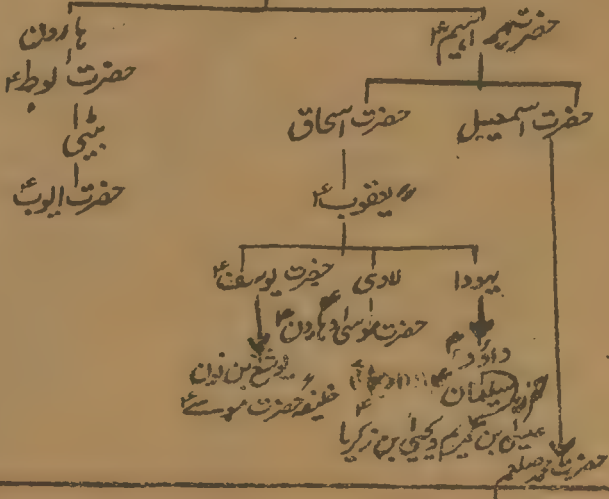 حضرت ابراہیمؑ
ہارون
حضرت لوطؑ
بیٹی
حضرت ایوبؑ
حضرت اسمعیل
حضرت اسحاق
〃 یعقوبؑ
یہودا
لادی
حضرت یوسفؑ
حضرت موسیٰؑ و ہارونؑ
داؤدؑ
یوشع بن نون
خلیفہ حضرت موسےٰؑ
سلیمانؑ
عیسیٰ بن مریم و یحییٰ بن زکریا
حضرت محمد صلعم